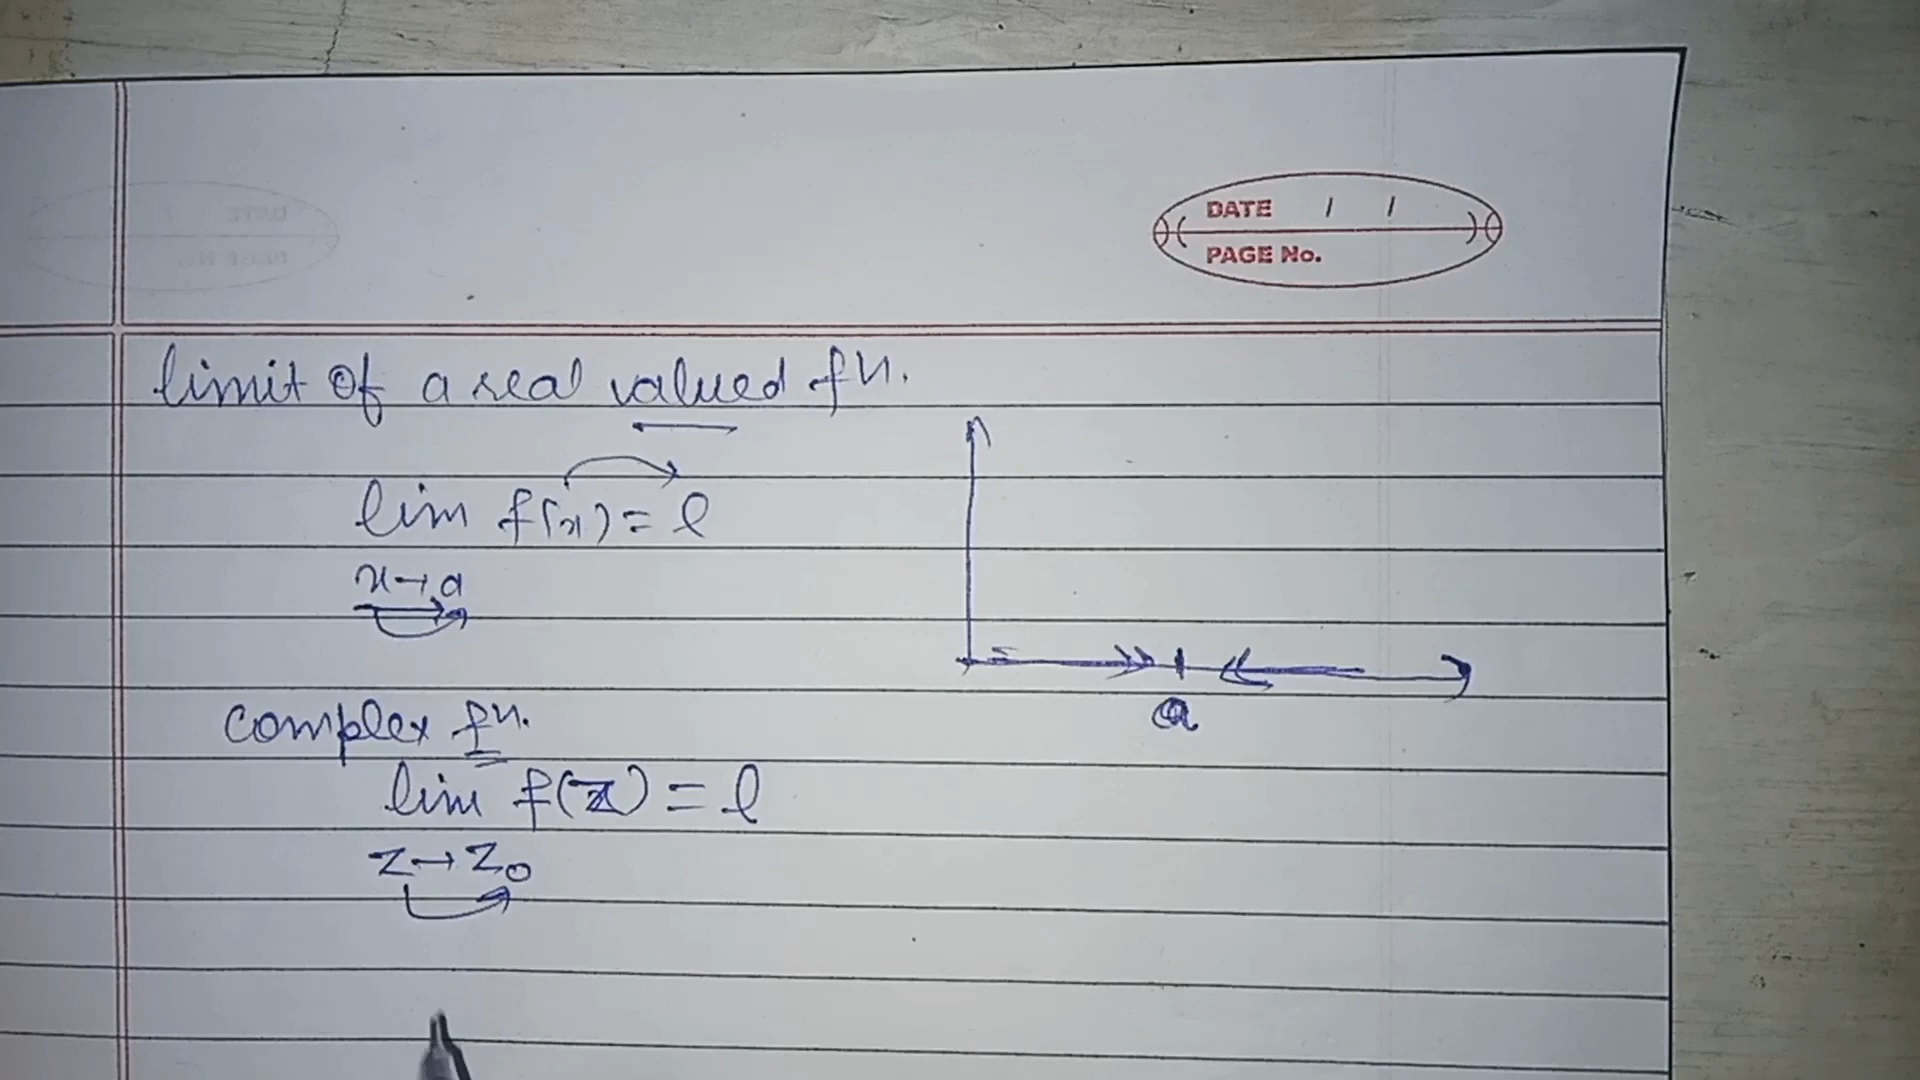 DATE / /
PAGE No.
limit of a real valued fn.
lim f(x) = l
x→a
a
complex fn.
lim f(z) = l
z→z₀